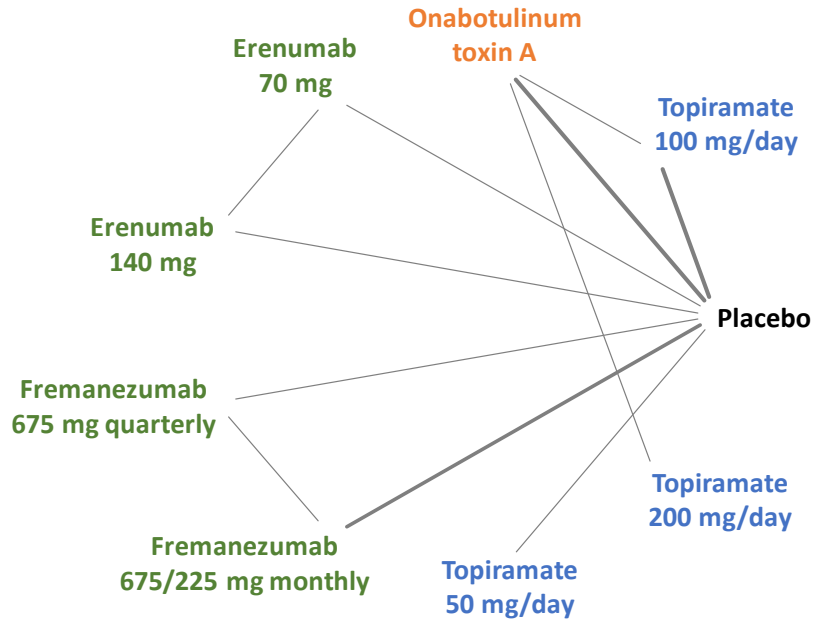 Onabotulinum
toxin A
Erenumab
70 mg
Topiramate
100 mg/day
Erenumab
140 mg
Placebo
Fremanezumab
675 mg quarterly
Topiramate
200 mg/day
Fremanezumab
675/225 mg monthly
Topiramate
50 mg/day